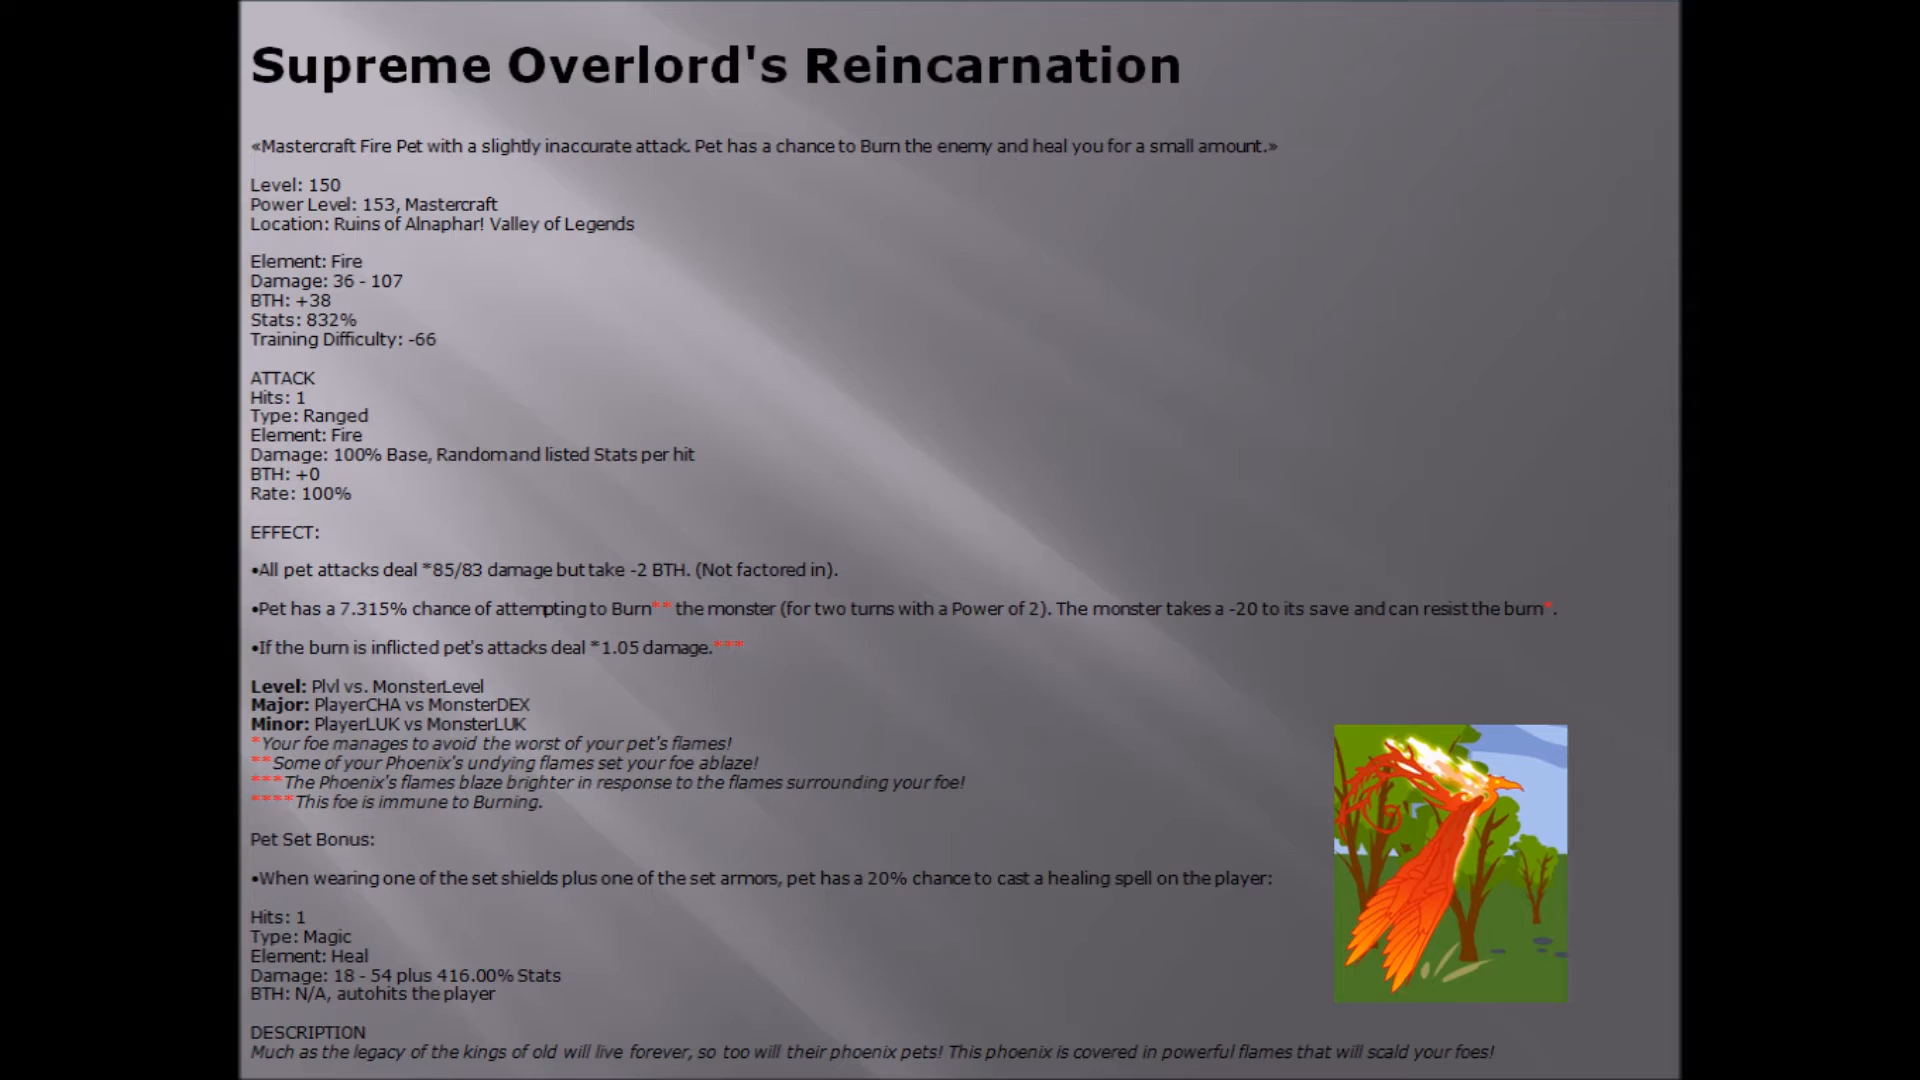 Supreme Overlord's Reincarnation
«Mastercraft Fire Pet with a slightly inaccurate attack. Pet has a chance to Burn the enemy and heal you for a small amount.»
Level: 150
Power Level: 153, Mastercraft
Location: Ruins of Alnaphar! Valley of Legends
Element: Fire
Damage: 36 - 107
BTH: +38
Stats: 832%
Training Difficulty: -66
ATTACK
Hits: 1
Type: Ranged
Element: Fire
Damage: 100% Base, Random and listed Stats per hit
BTH: +0
Rate: 100%
EFFECT:
•All pet attacks deal *85/83 damage but take -2 BTH. (Not factored in).
•Pet has a 7.315% chance of attempting to Burn** the monster (for two turns with a Power of 2). The monster takes a -20 to its save and can resist the burn*.
•If the burn is inflicted pet's attacks deal *1.05 damage.***
Level: Plvl vs. MonsterLevel
Major: PlayerCHA vs MonsterDEX
Minor: PlayerLUK vs MonsterLUK
*Your foe manages to avoid the worst of your pet's flames!
**Some of your Phoenix's undying flames set your foe ablaze!
***The Phoenix's flames blaze brighter in response to the flames surrounding your foe!
****This foe is immune to Burning.
Pet Set Bonus:
•When wearing one of the set shields plus one of the set armors, pet has a 20% chance to cast a healing spell on the player:
Hits: 1
Type: Magic
Element: Heal
Damage: 18 - 54 plus 416.00% Stats
BTH: N/A, autohits the player
DESCRIPTION
Much as the legacy of the kings of old will live forever, so too will their phoenix pets! This phoenix is covered in powerful flames that will scald your foes!